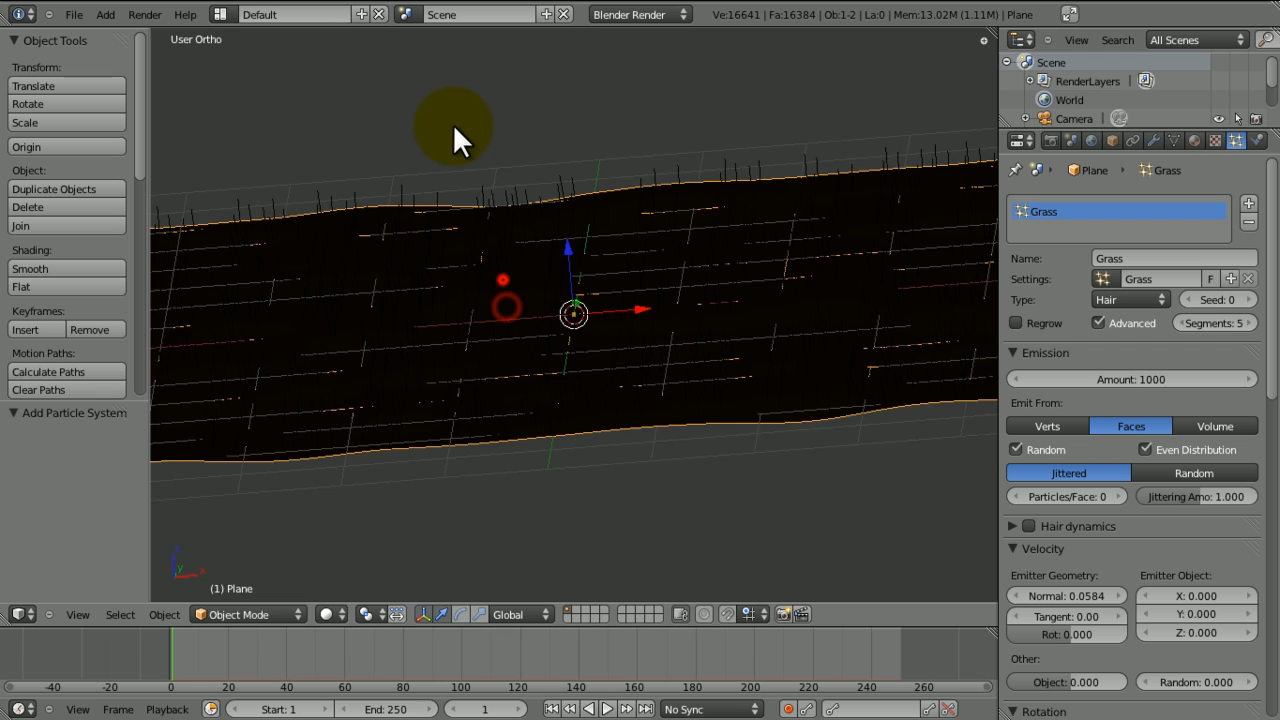 File Add Render Help Default Scene Blender Render Ve:16641 | Fa:16384 | Ob:1-2 | La:0 | Mem:13.02M (1.11M) | Plane
Object Tools
Transform:
Translate
Rotate
Scale
Origin
Object:
Duplicate Objects
Delete
Join
Shading:
Smooth
Flat
Keyframes:
Insert Remove
Motion Paths:
Calculate Paths
Clear Paths
Add Particle System
User Ortho
(1) Plane
View Select Object Object Mode Global
-40 -20 0 20 40 60 80 100 120 140 160 180 200 220 240 260
View Frame Playback Start: 1 End: 250 1 No Sync
View Search All Scenes
Scene
RenderLayers
World
Camera
Plane Grass
Grass
Name: Grass
Settings: Grass F
Type: Hair Seed: 0
Regrow Advanced Segments: 5
Emission
Amount: 1000
Emit From:
Verts Faces Volume
Random Even Distribution
Jittered Random
Particles/Face: 0 Jittering Amo: 1.000
Hair dynamics
Velocity
Emitter Geometry: Emitter Object:
Normal: 0.0584 X: 0.000
Tangent: 0.00 Y: 0.000
Rot: 0.000 Z: 0.000
Other:
Object: 0.000 Random: 0.000
Rotation